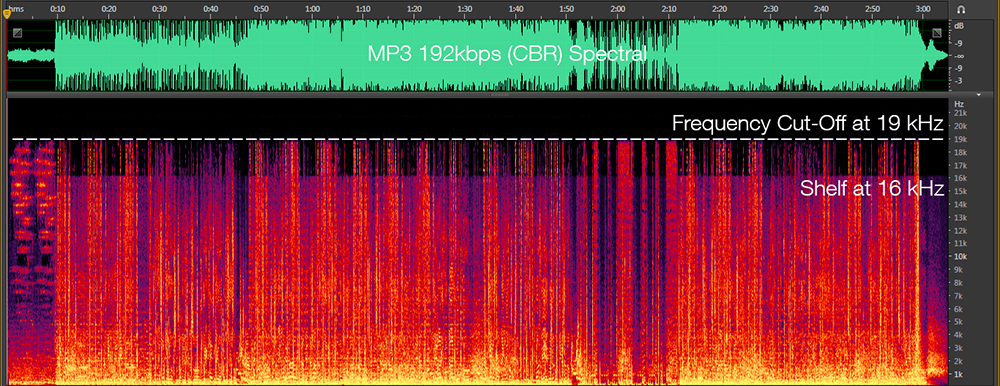 hms 0:10 0:20 0:30 0:40 0:50 1:00 1:10 1:20 1:30 1:40 1:50 2:00 2:10 2:20 2:30 2:40 2:50 3:00
dB
MP3 192kbps (CBR) Spectral
-9
-∞
-9
-3
Hz
21k
Frequency Cut-Off at 19 kHz
20k
19k
18k
17k
16k
Shelf at 16 kHz
15k
14k
13k
12k
11k
10k
9k
8k
7k
6k
5k
4k
3k
2k
1k